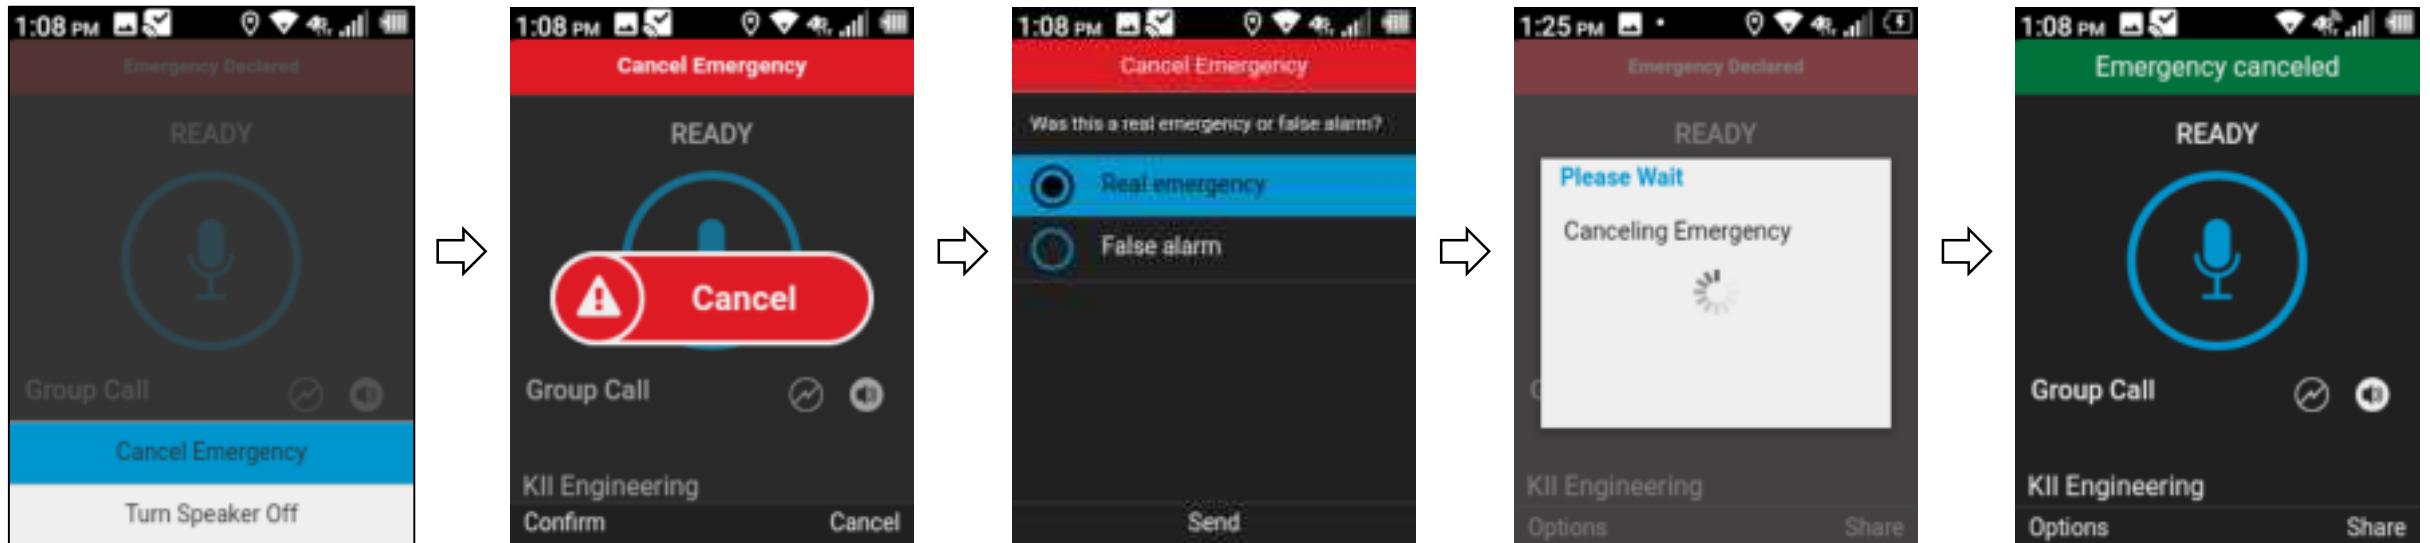 1:08 PM
Emergency Declared
READY
Group Call
Cancel Emergency
Turn Speaker Off
1:08 PM
Cancel Emergency
READY
Cancel
Group Call
KII Engineering
Confirm Cancel
1:08 PM
Cancel Emergency
Was this a real emergency or false alarm?
Real emergency
False alarm
Send
1:25 PM
Emergency Declared
READY
Please Wait
Canceling Emergency
KII Engineering
Options Share
1:08 PM
Emergency canceled
READY
Group Call
KII Engineering
Options Share